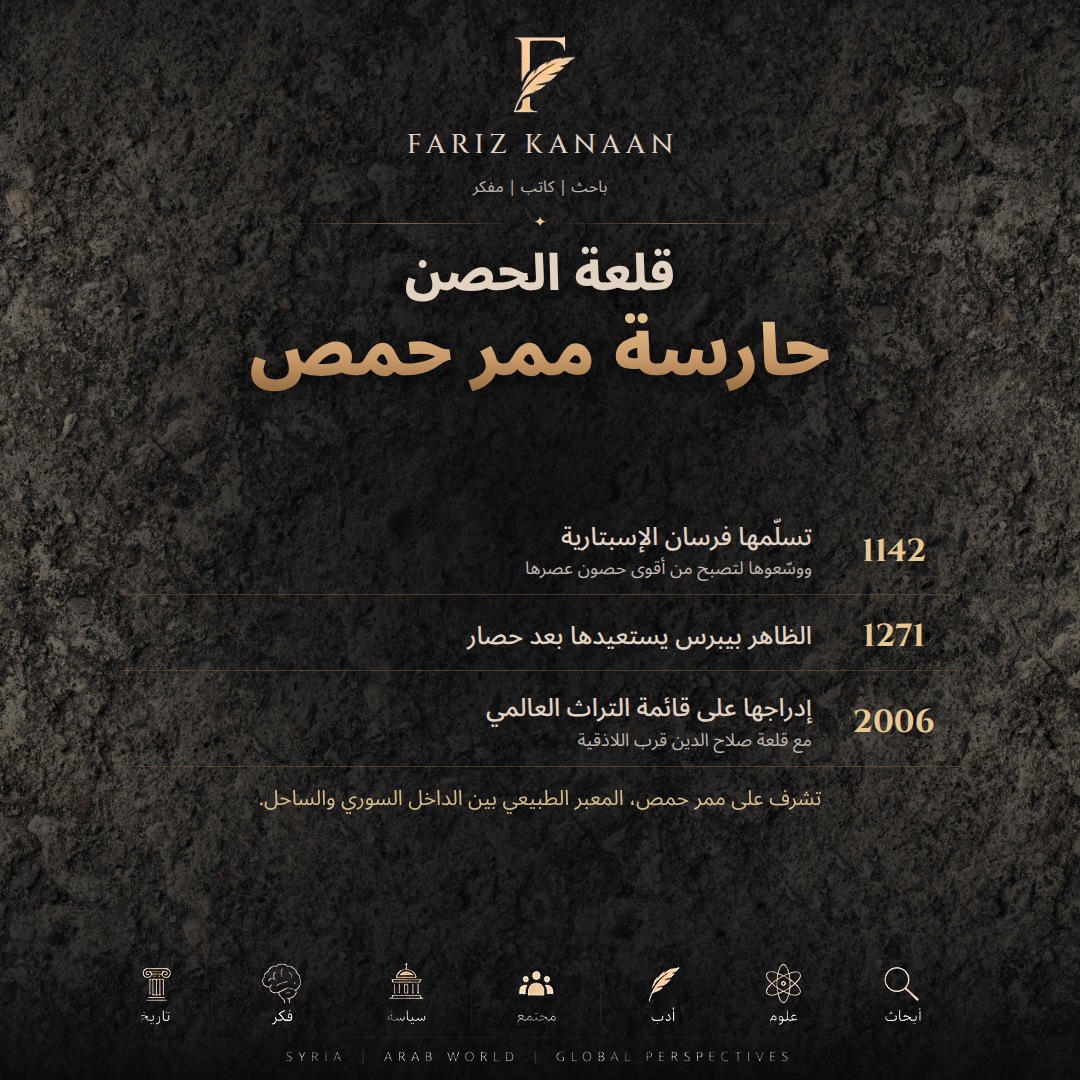 FARIZ KANAAN
باحث | كاتب | مفكر
قلعة الحصن
حارسة ممر حمص
1142
تسلّمها فرسان الإسبتارية
ووسّعوها لتصبح من أقوى حصون عصرها
1271
الظاهر بيبرس يستعيدها بعد حصار
2006
إدراجها على قائمة التراث العالمي
مع قلعة صلاح الدين قرب اللاذقية
تشرف على ممر حمص، المعبر الطبيعي بين الداخل السوري والساحل.
أبحاث علوم أدب مجتمع سياسة فكر تاريخ
SYRIA | ARAB WORLD | GLOBAL PERSPECTIVES